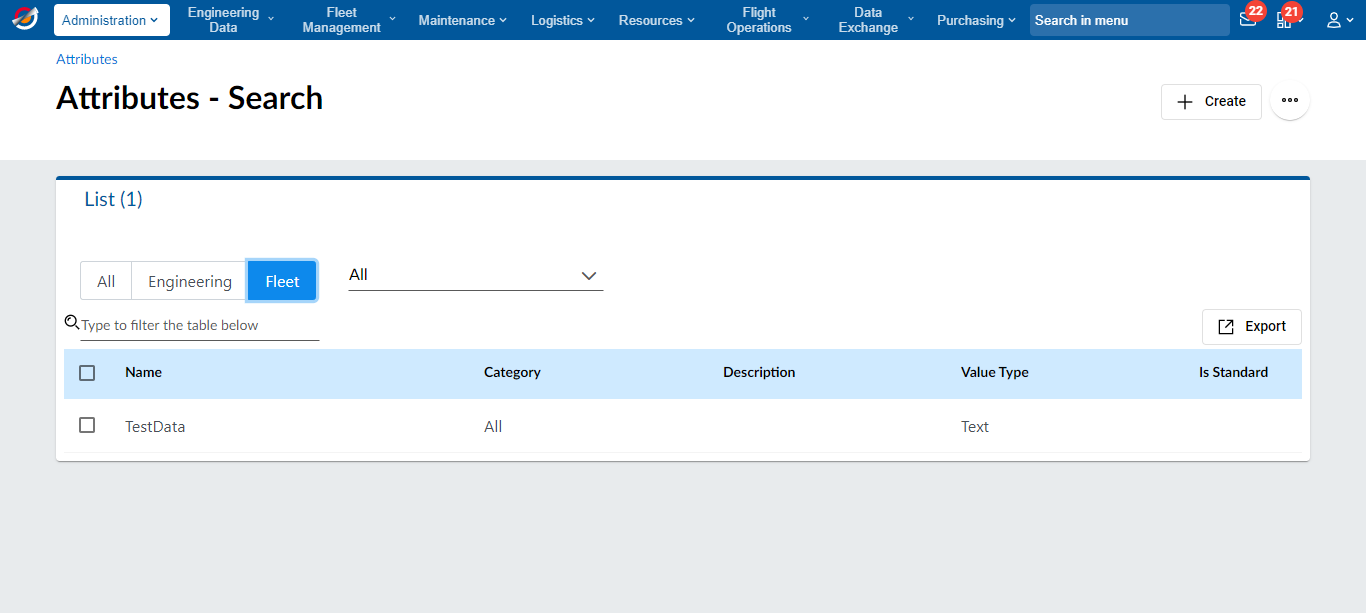 Administration
Engineering
Data
Fleet
Management
Maintenance
Logistics
Resources
Flight
Operations
Data
Exchange
Purchasing
Search in menu
22
21
Attributes
Attributes - Search
Create
List (1)
All
Engineering
Fleet
All
Type to filter the table below
Export
Name Category Description Value Type Is Standard
TestData All Text